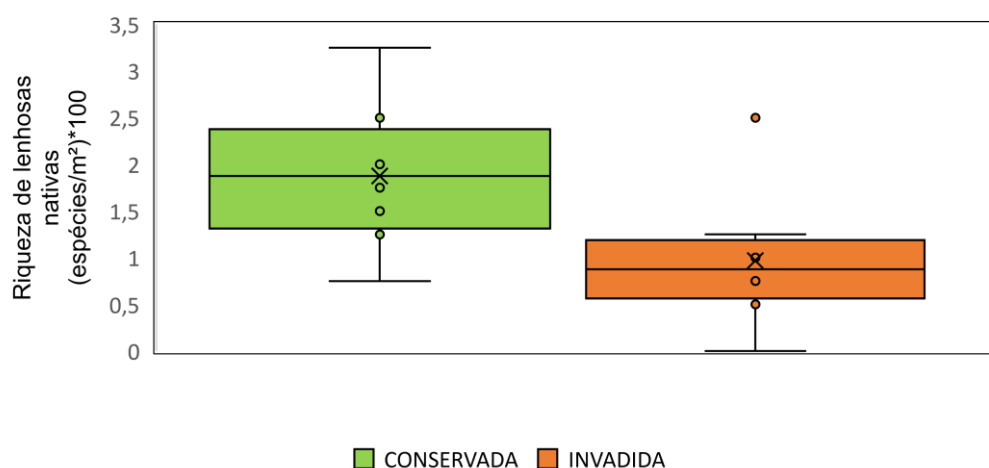 Riqueza de lenhosas
nativas
(espécies/m²)*100
3,5
3
2,5
2
1,5
1
0,5
0
CONSERVADA
INVADIDA